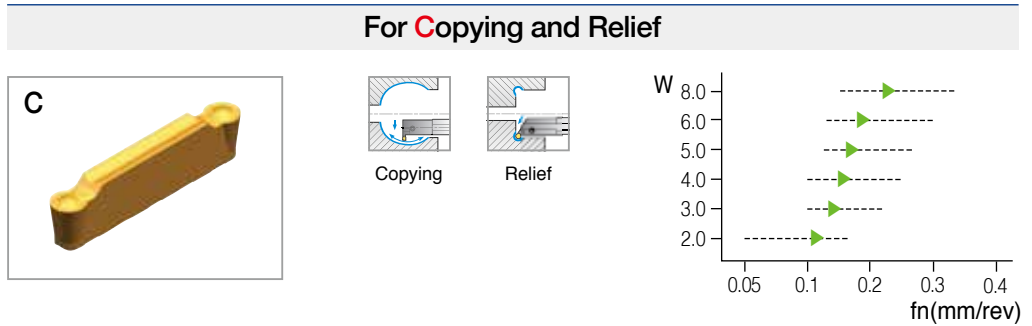 For Copying and Relief
C
Copying
Relief
W
8.0
6.0
5.0
4.0
3.0
2.0
0.05 0.1 0.2 0.3 0.4
fn(mm/rev)